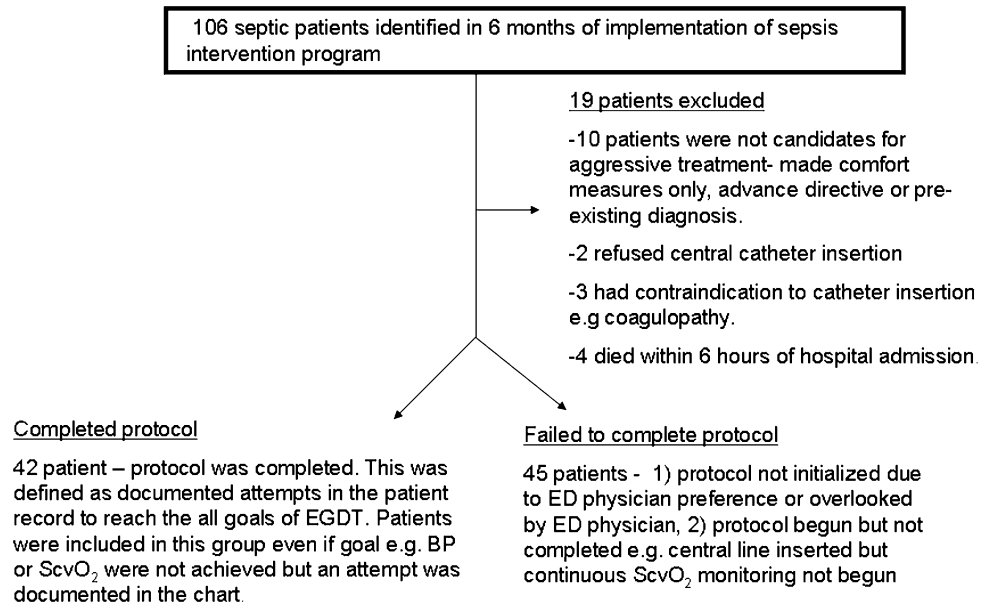 106 septic patients identified in 6 months of implementation of sepsis
intervention program
19 patients excluded
-10 patients were not candidates for
aggressive treatment- made comfort
measures only, advance directive or pre-
existing diagnosis.
-2 refused central catheter insertion
-3 had contraindication to catheter insertion
e.g coagulopathy.
-4 died within 6 hours of hospital admission.
Completed protocol
42 patient – protocol was completed. This was
defined as documented attempts in the patient
record to reach the all goals of EGDT. Patients
were included in this group even if goal e.g. BP
or ScvO₂ were not achieved but an attempt was
documented in the chart.
Failed to complete protocol
45 patients - 1) protocol not initialized due
to ED physician preference or overlooked
by ED physician, 2) protocol begun but not
completed e.g. central line inserted but
continuous ScvO₂ monitoring not begun